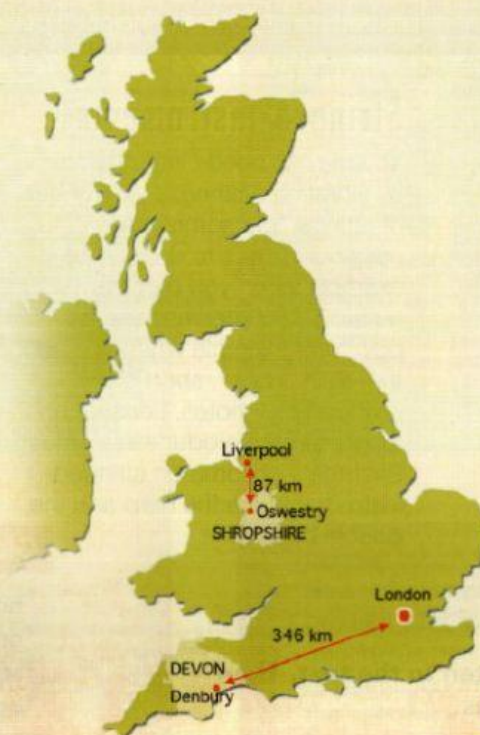 Liverpool
87 km
Oswestry
SHROPSHIRE
London
346 km
DEVON
Denbury